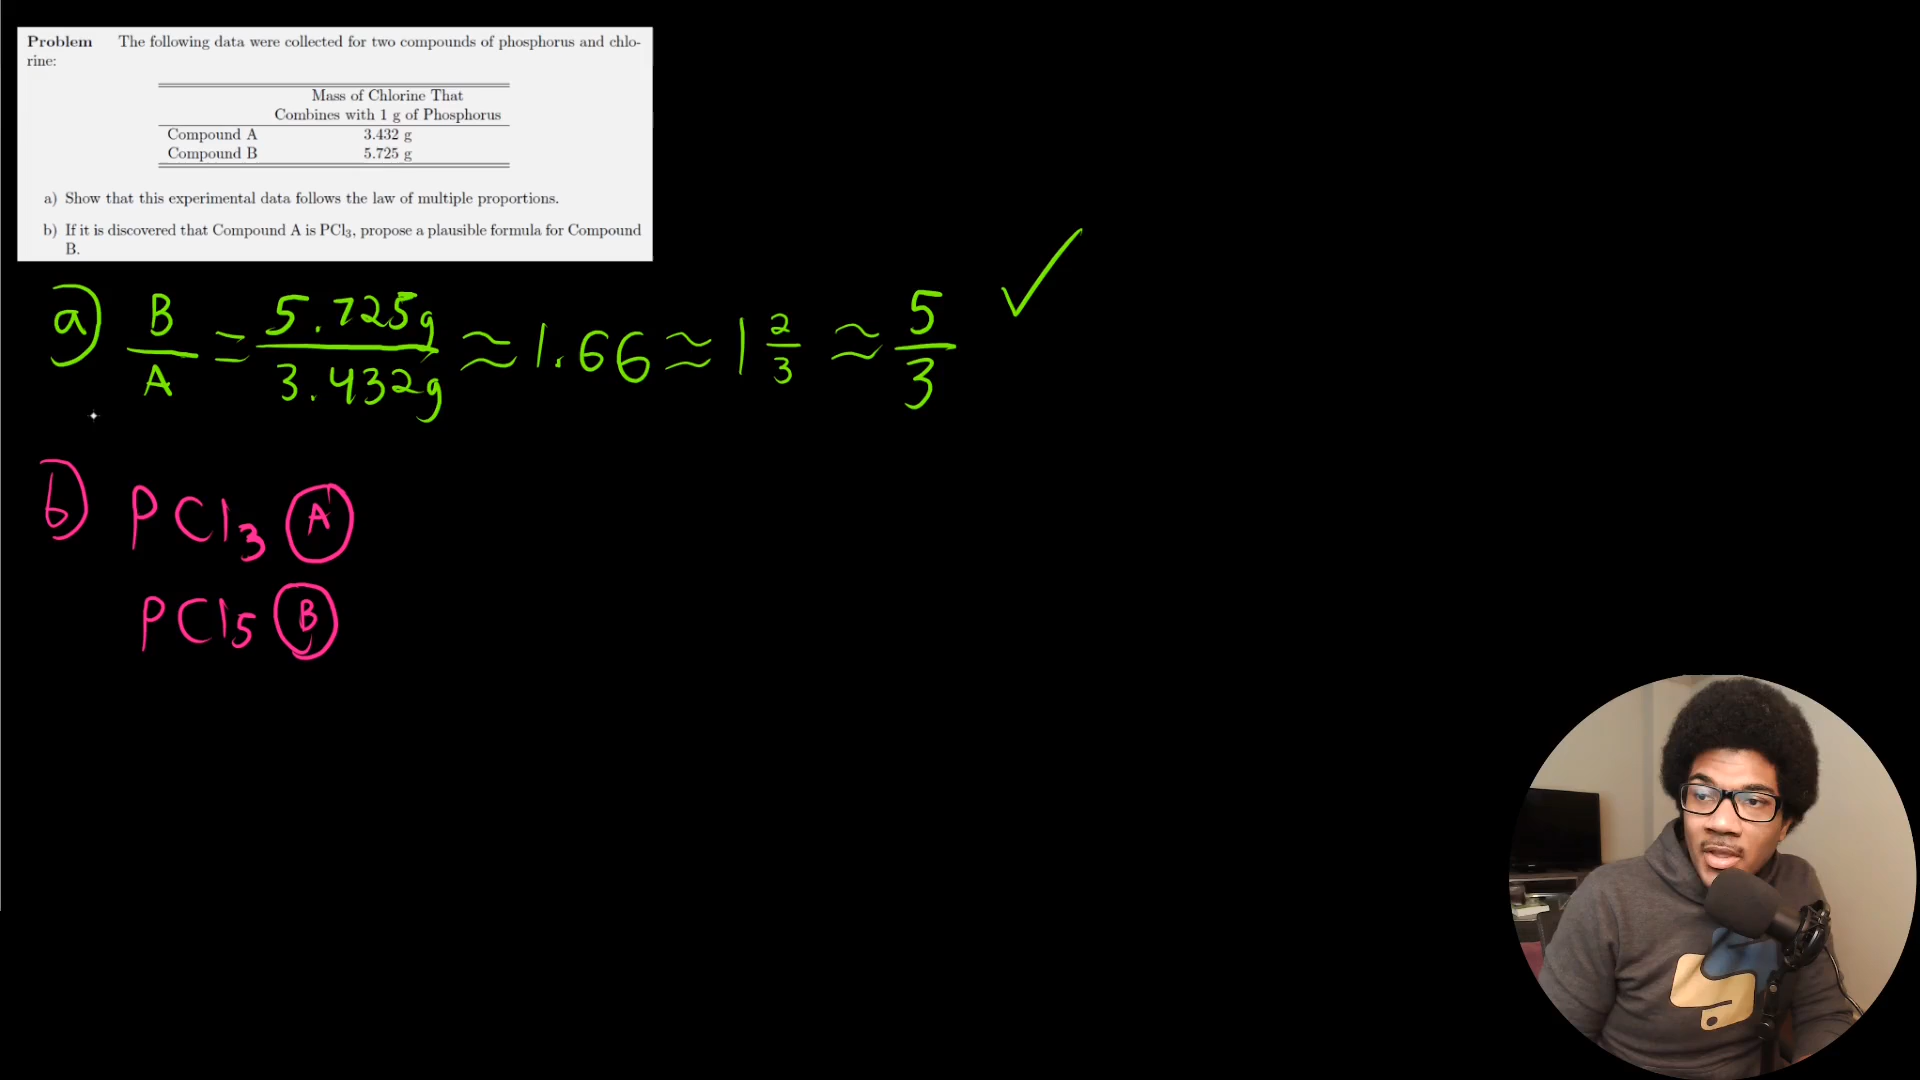 Problem The following data were collected for two compounds of phosphorus and chlo-
rine:
Mass of Chlorine That
Combines with 1 g of Phosphorus
Compound A 3.432 g
Compound B 5.725 g
a) Show that this experimental data follows the law of multiple proportions.
b) If it is discovered that Compound A is PCl₃, propose a plausible formula for Compound
B.
a) B/A = 5.725g/3.432g ≈ 1.66 ≈ 1 2/3 ≈ 5/3 ✓
b) PCl₃ A
PCl₅ B